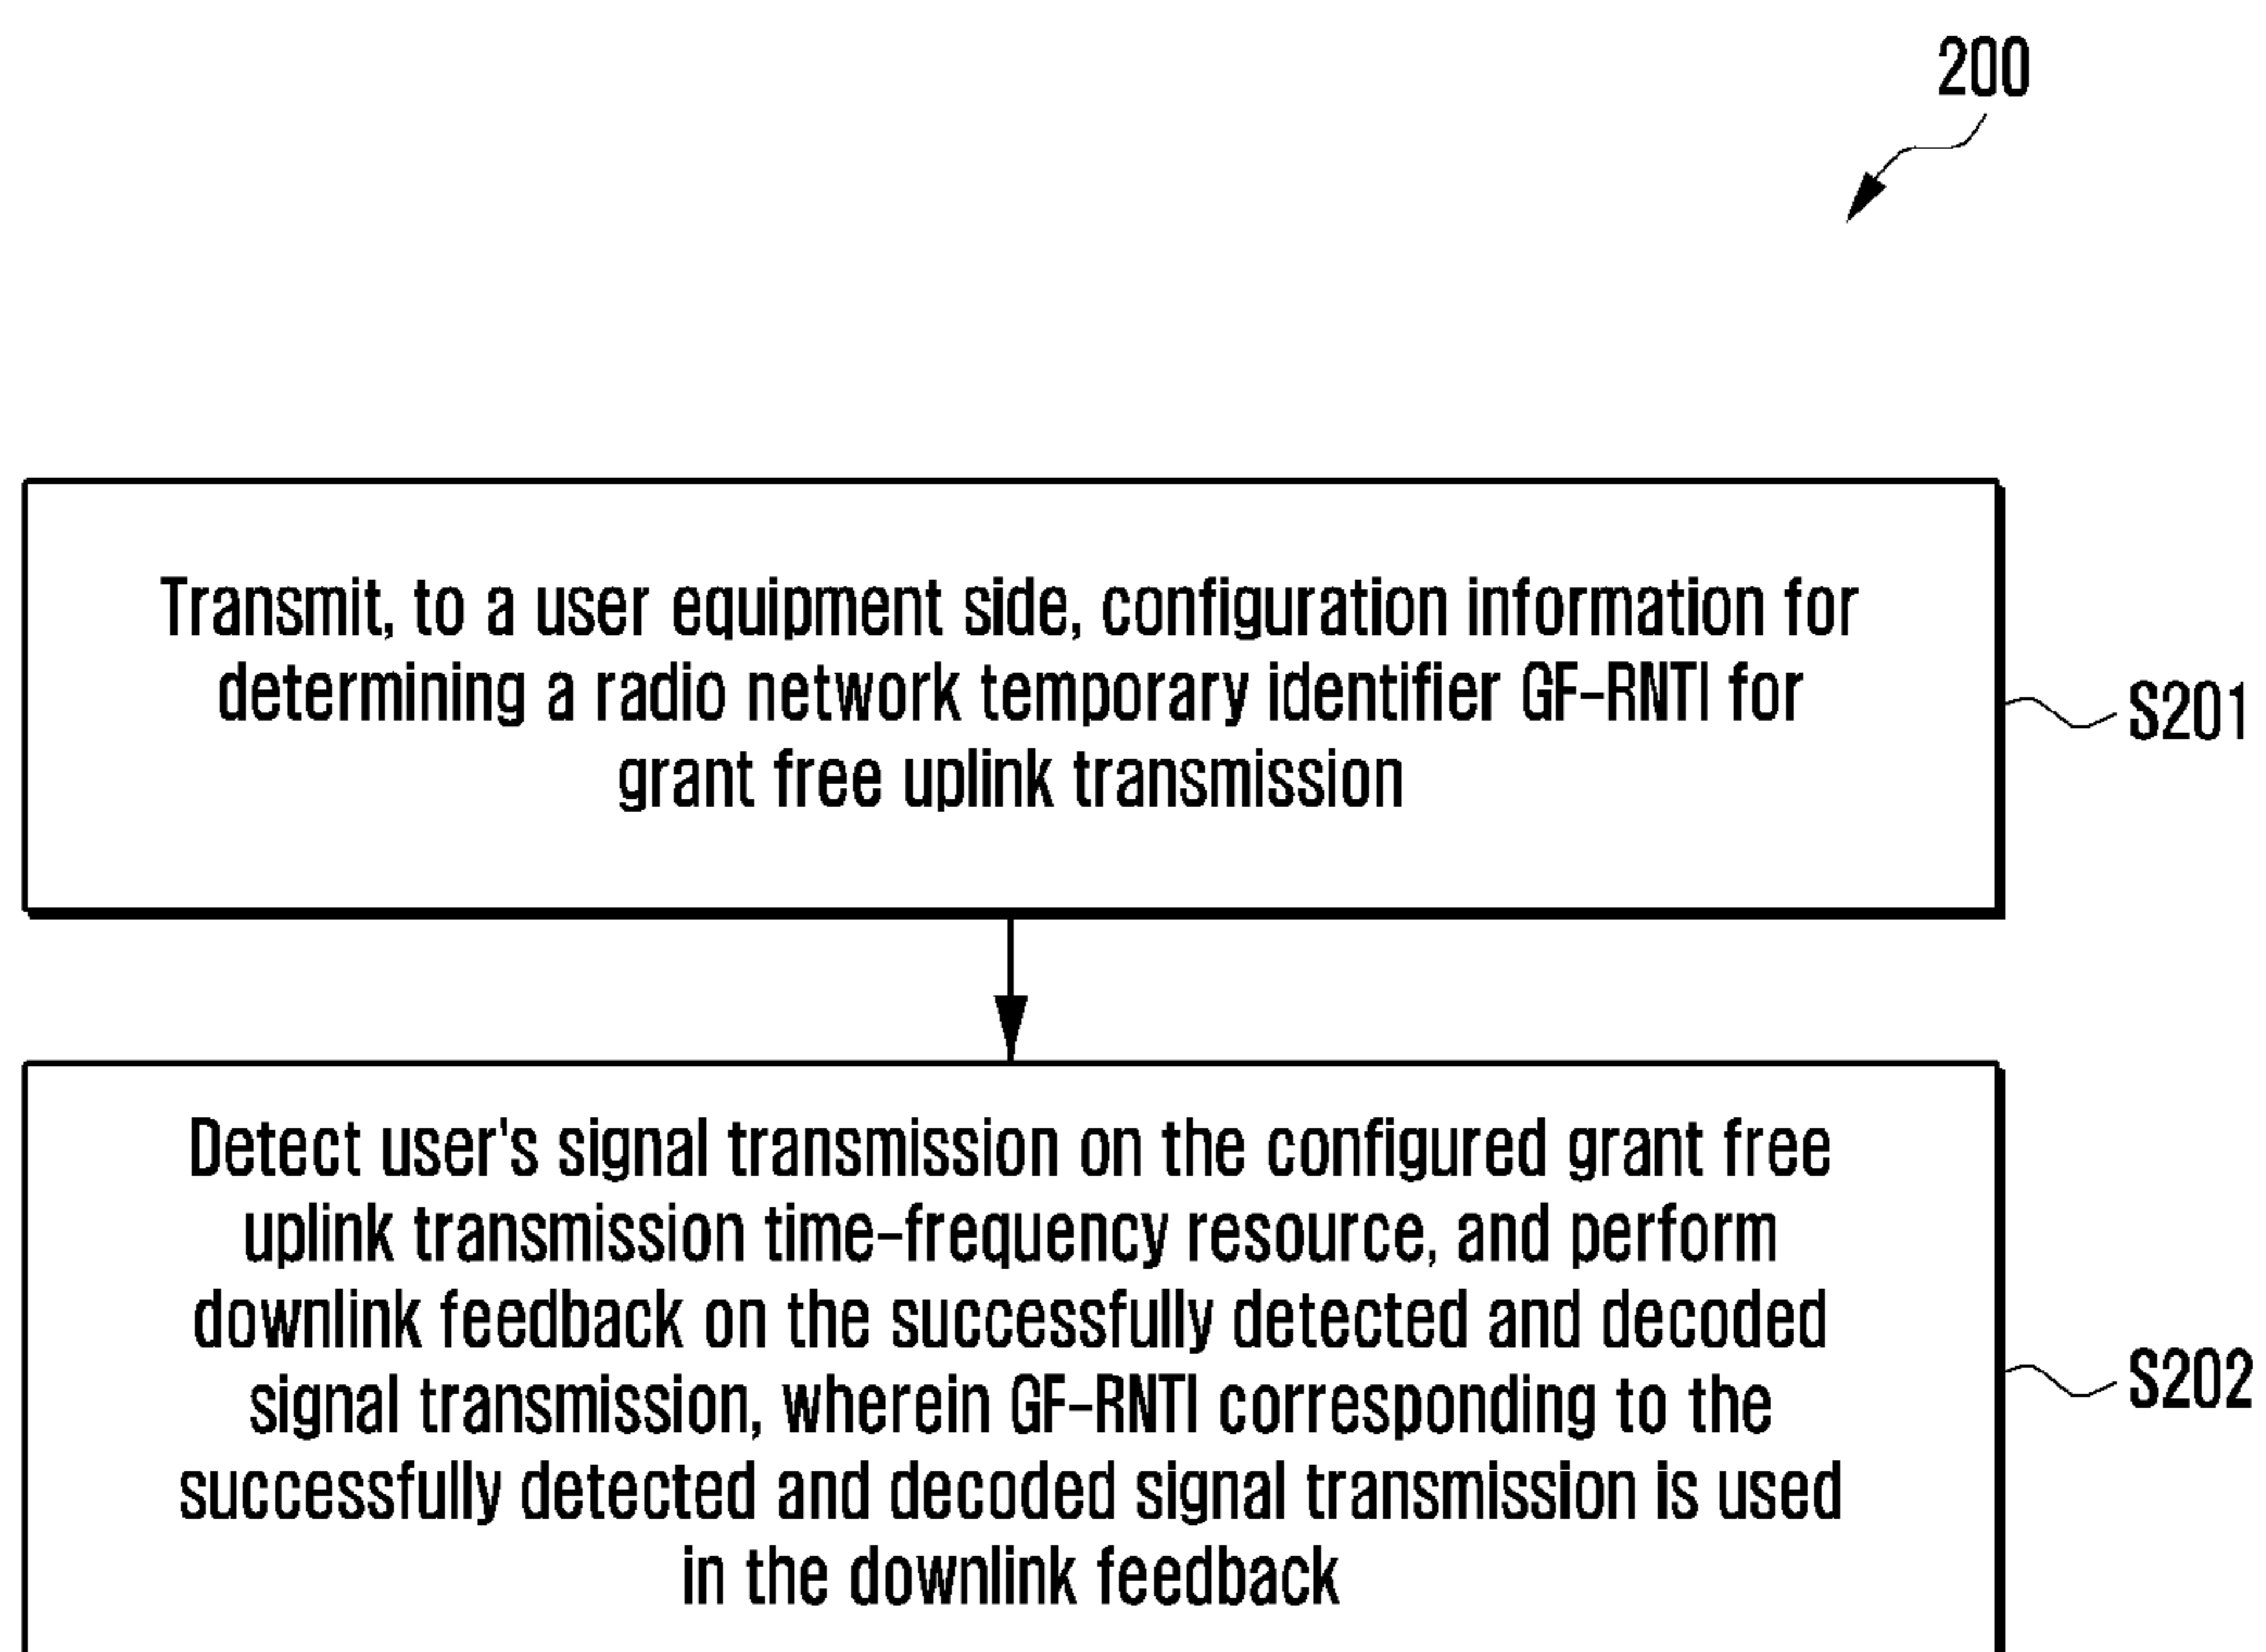 200
Transmit, to a user equipment side, configuration information for
determining a radio network temporary identifier GF-RNTI for
grant free uplink transmission
S201
Detect user's signal transmission on the configured grant free
uplink transmission time-frequency resource, and perform
downlink feedback on the successfully detected and decoded
signal transmission, wherein GF-RNTI corresponding to the
successfully detected and decoded signal transmission is used
in the downlink feedback
S202